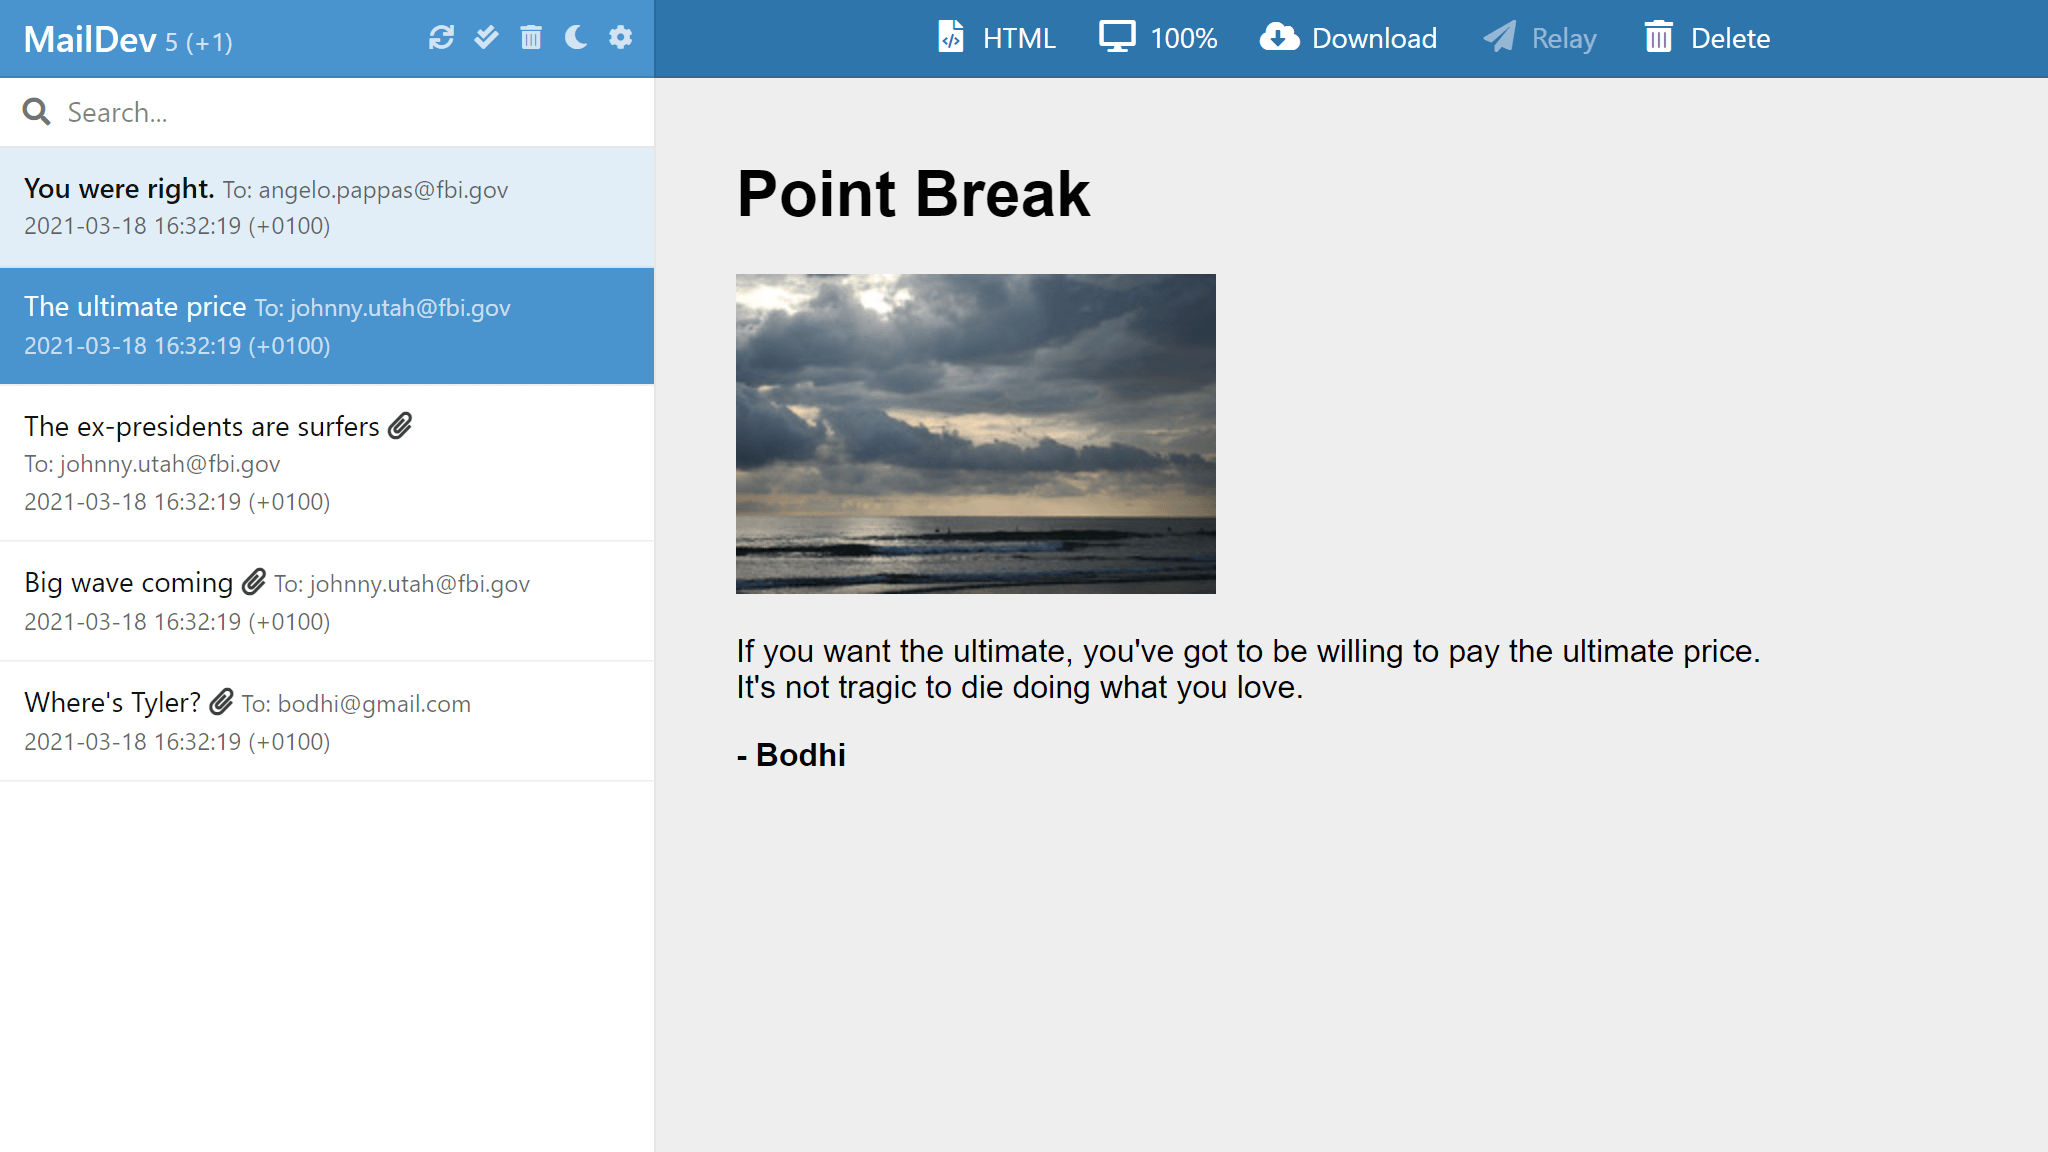 MailDev 5 (+1)
HTML
100%
Download
Relay
Delete
Search...
You were right. To: angelo.pappas@fbi.gov
2021-03-18 16:32:19 (+0100)
The ultimate price To: johnny.utah@fbi.gov
2021-03-18 16:32:19 (+0100)
The ex-presidents are surfers
To: johnny.utah@fbi.gov
2021-03-18 16:32:19 (+0100)
Big wave coming To: johnny.utah@fbi.gov
2021-03-18 16:32:19 (+0100)
Where's Tyler? To: bodhi@gmail.com
2021-03-18 16:32:19 (+0100)
Point Break
If you want the ultimate, you've got to be willing to pay the ultimate price.
It's not tragic to die doing what you love.
- Bodhi